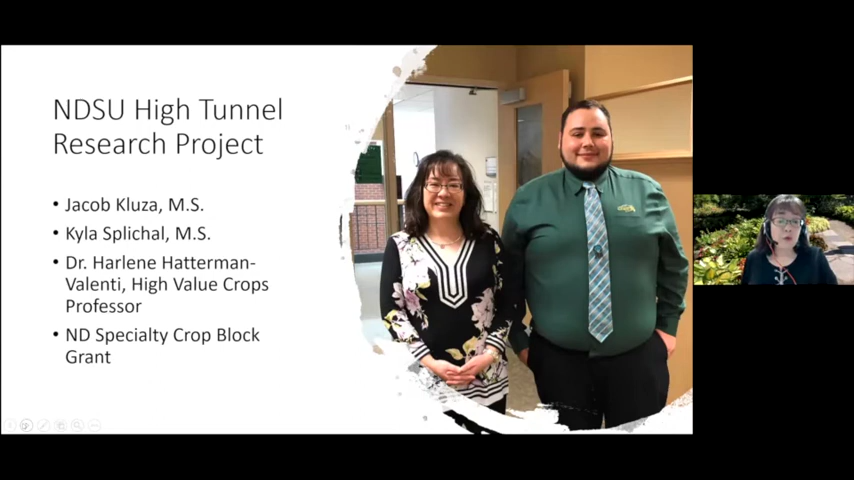 NDSU High Tunnel
Research Project
• Jacob Kluza, M.S.
• Kyla Splichal, M.S.
• Dr. Harlene Hatterman-
Valenti, High Value Crops
Professor
• ND Specialty Crop Block
Grant